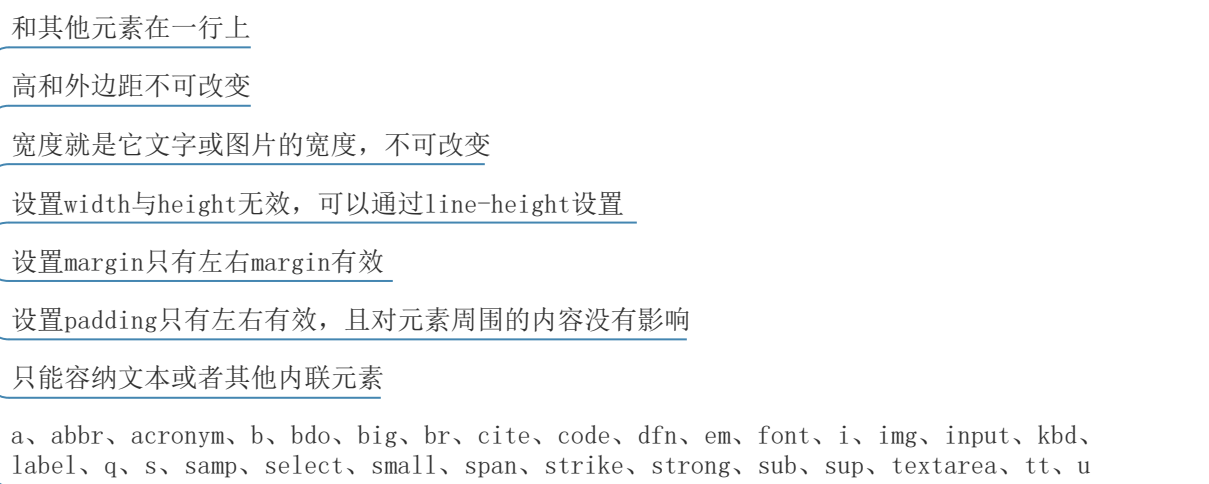 和其他元素在一行上
高和外边距不可改变
宽度就是它文字或图片的宽度，不可改变
设置width与height无效，可以通过line-height设置
设置margin只有左右margin有效
设置padding只有左右有效，且对元素周围的内容没有影响
只能容纳文本或者其他内联元素
a、abbr、acronym、b、bdo、big、br、cite、code、dfn、em、font、i、img、input、kbd、
label、q、s、samp、select、small、span、strike、strong、sub、sup、textarea、tt、u